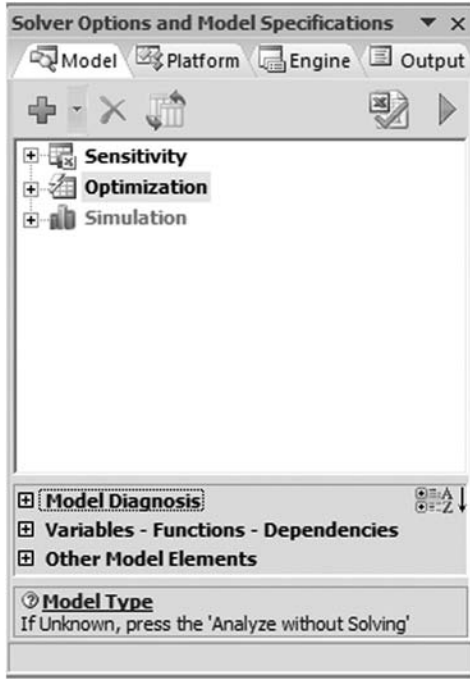 Solver Options and Model Specifications
Model Platform Engine Output
Sensitivity
Optimization
Simulation
Model Diagnosis
Variables - Functions - Dependencies
Other Model Elements
Model Type
If Unknown, press the 'Analyze without Solving'